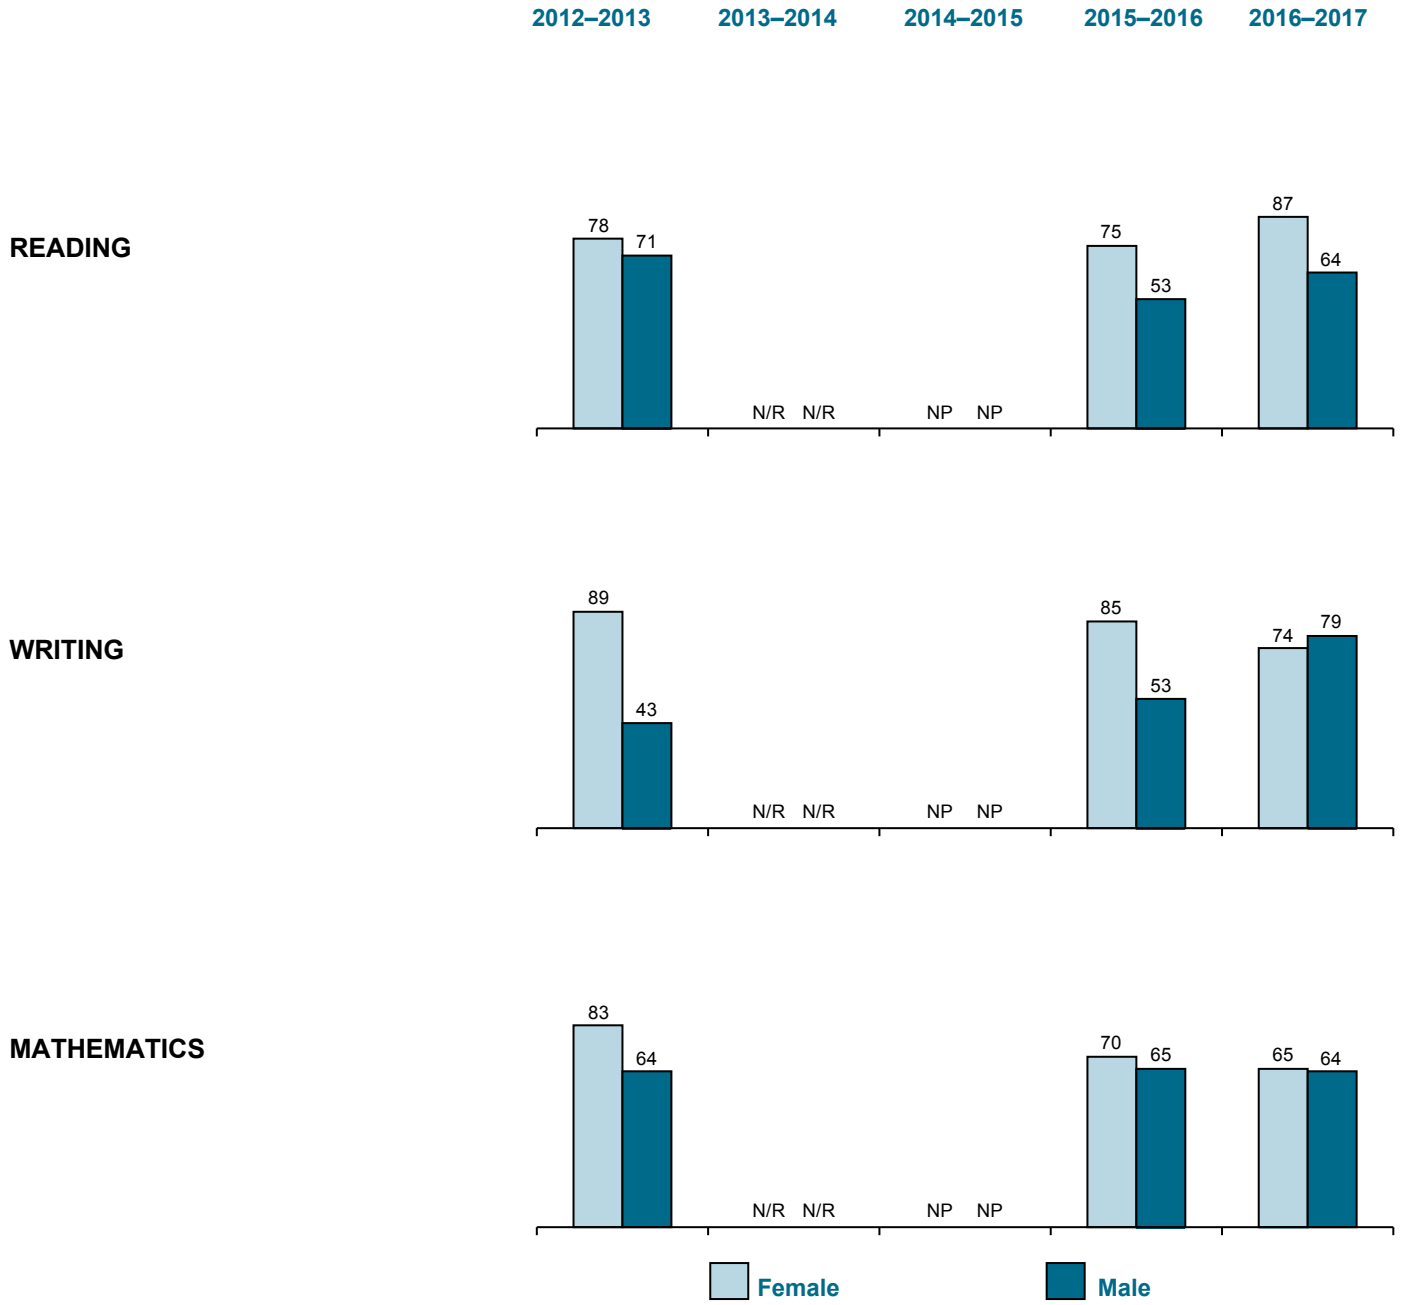 2012–2013 2013–2014 2014–2015 2015–2016 2016–2017
READING
78 71 75 53 87 64
N/R N/R NP NP
WRITING
89 43 85 53 74 79
N/R N/R NP NP
MATHEMATICS
83 64 70 65 65 64
N/R N/R NP NP
Female Male